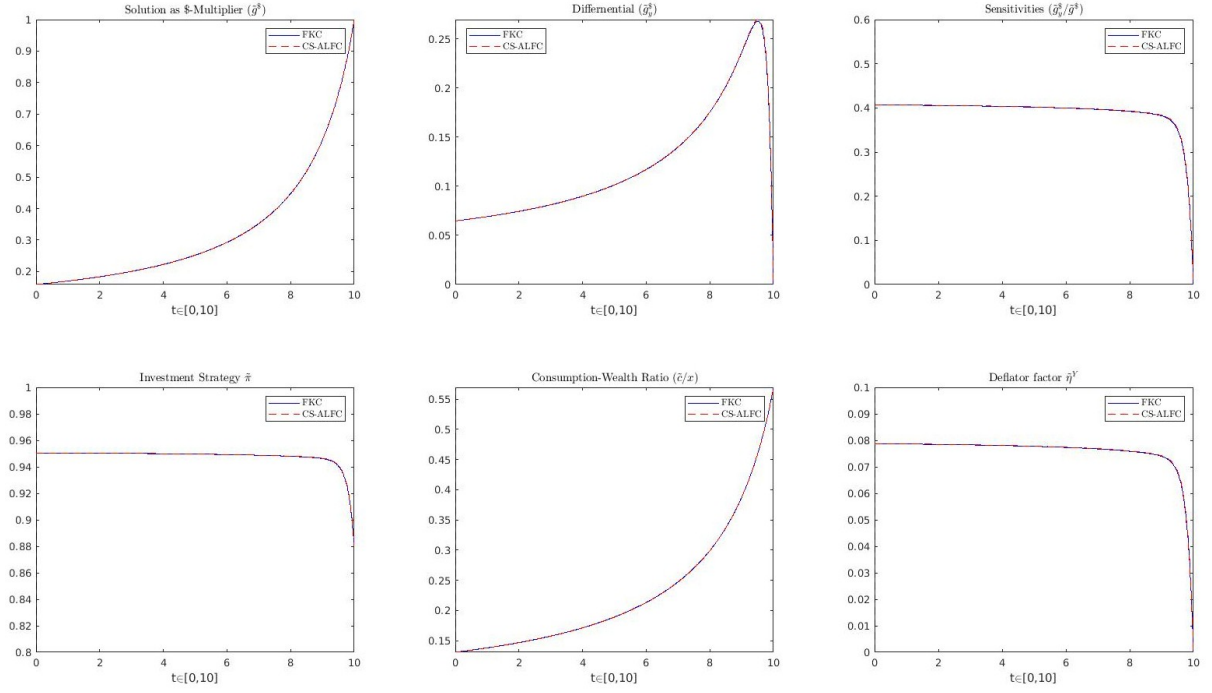 Solution as $-Multiplier (g̃^$)
FKC
CS-ALFC
1
0.9
0.8
0.7
0.6
0.5
0.4
0.3
0.2
0 2 4 6 8 10
t∈[0,10]
Differnential (g̃_y^$)
FKC
CS-ALFC
0.25
0.2
0.15
0.1
0.05
0
0 2 4 6 8 10
t∈[0,10]
Sensitivities (g̃_y^$/g̃^$)
FKC
CS-ALFC
0.6
0.5
0.4
0.3
0.2
0.1
0
0 2 4 6 8 10
t∈[0,10]
Investment Strategy π̃
FKC
CS-ALFC
1
0.98
0.96
0.94
0.92
0.9
0.88
0.86
0.84
0.82
0.8
0 2 4 6 8 10
t∈[0,10]
Consumption-Wealth Ratio (c̃/x)
FKC
CS-ALFC
0.55
0.5
0.45
0.4
0.35
0.3
0.25
0.2
0.15
0 2 4 6 8 10
t∈[0,10]
Deflator factor η̃^Y
FKC
CS-ALFC
0.1
0.09
0.08
0.07
0.06
0.05
0.04
0.03
0.02
0.01
0
0 2 4 6 8 10
t∈[0,10]